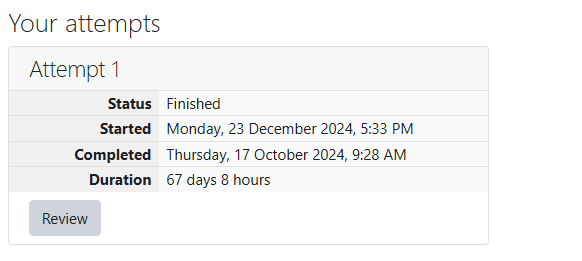 Your attempts
Attempt 1
Status Finished
Started Monday, 23 December 2024, 5:33 PM
Completed Thursday, 17 October 2024, 9:28 AM
Duration 67 days 8 hours
Review